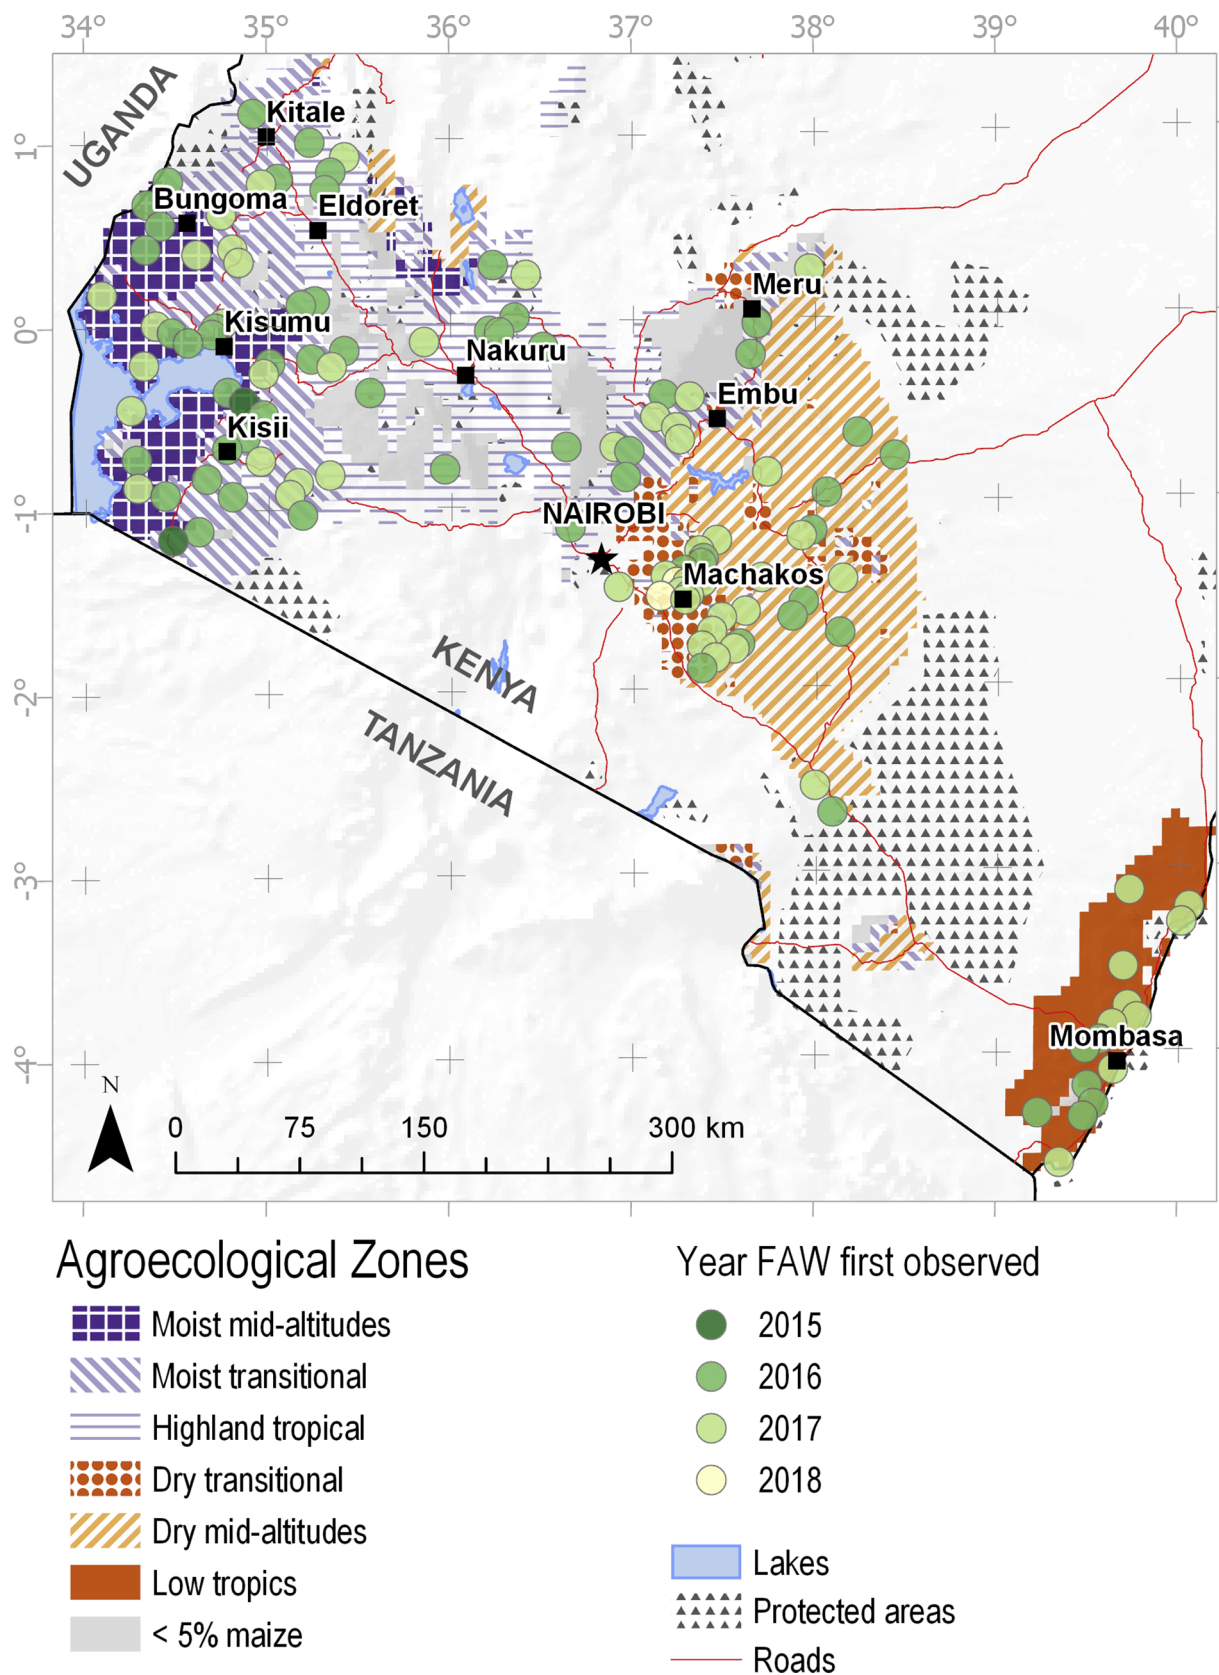 34° 35° 36° 37° 38° 39° 40°
UGANDA
Kitale
1°
Bungoma
Eldoret
Meru
0°
Kisumu
Nakuru
Embu
Kisii
-1°
NAIROBI
Machakos
KENYA
-2°
TANZANIA
-3°
Mombasa
-4°
N
0 75 150 300 km
Agroecological Zones
Moist mid-altitudes
Moist transitional
Highland tropical
Dry transitional
Dry mid-altitudes
Low tropics
< 5% maize
Year FAW first observed
2015
2016
2017
2018
Lakes
Protected areas
Roads